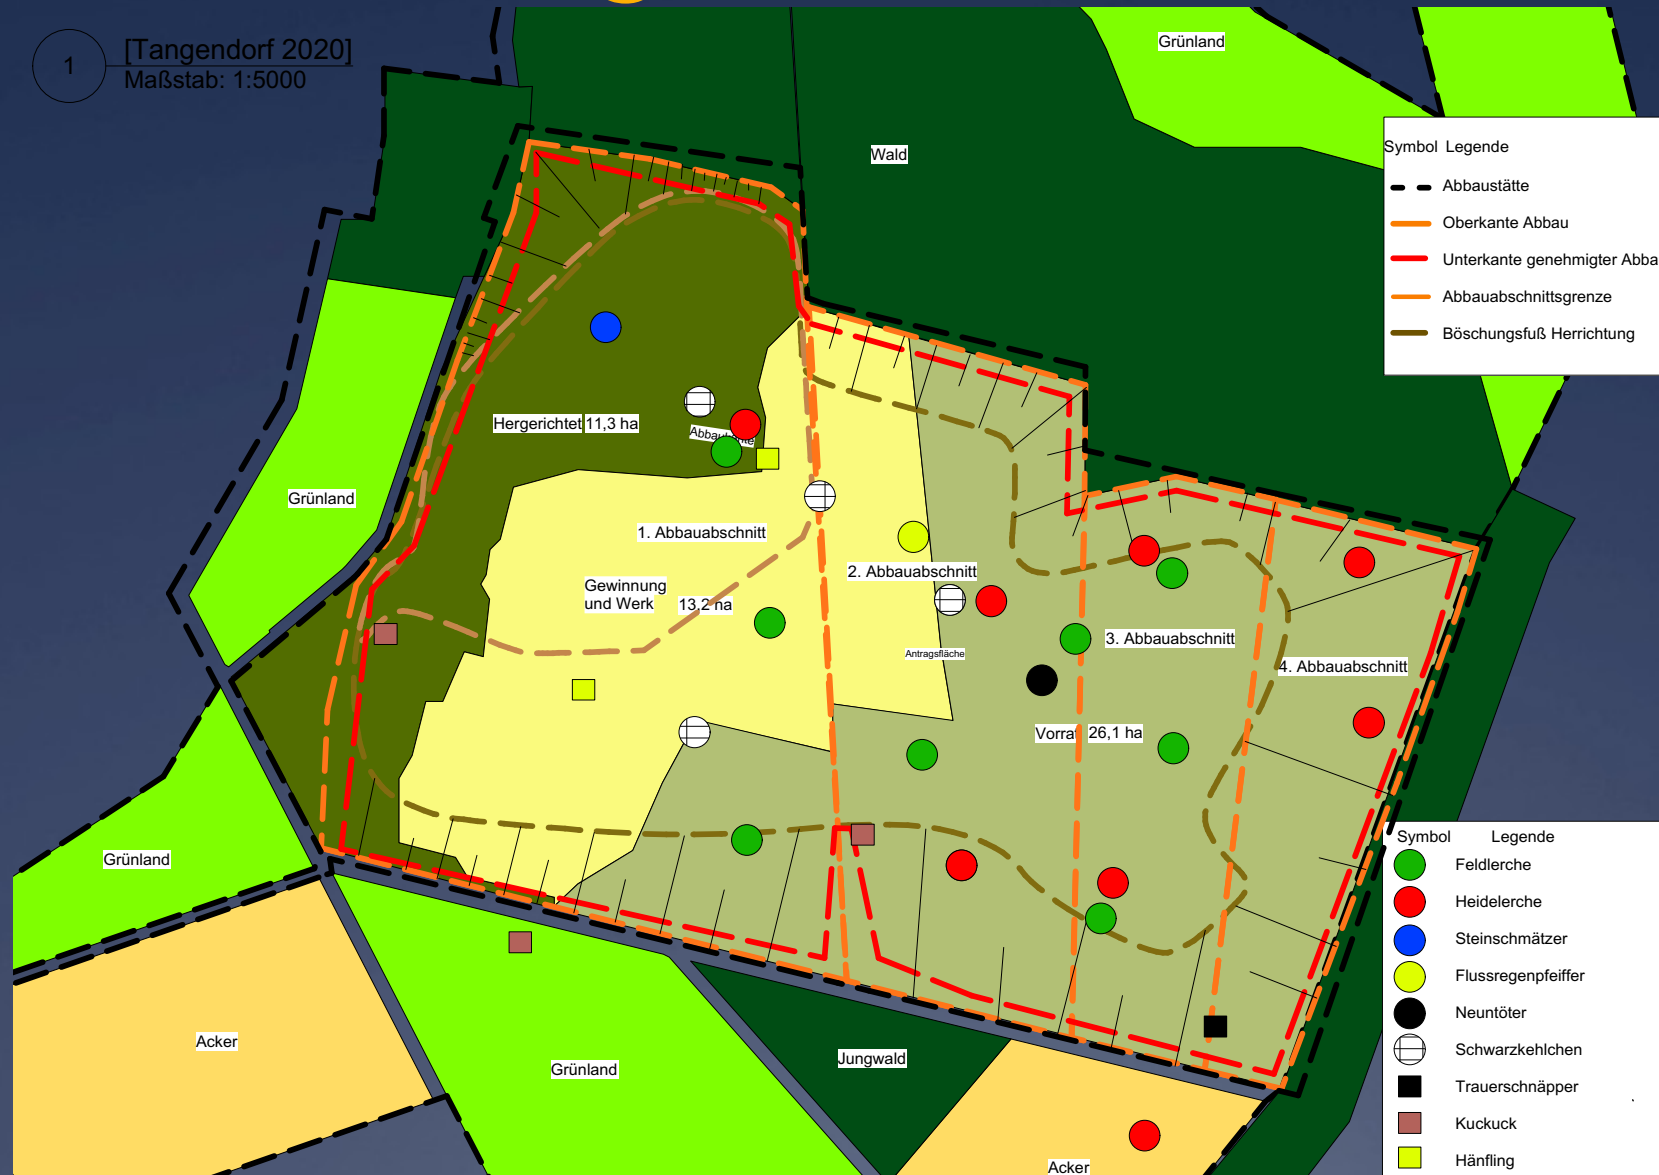 1
[Tangendorf 2020]
Maßstab: 1:5000
Grünland
Wald
Symbol Legende
Abbaustätte
Oberkante Abbau
Unterkante genehmigter Abba
Abbauabschnittsgrenze
Böschungsfuß Herrichtung
Hergerichtet 11,3 ha
Grünland
1. Abbauabschnitt
2. Abbauabschnitt
Gewinnung
und Werk 13,2 ha
Antragsfläche
3. Abbauabschnitt
4. Abbauabschnitt
Vorrat 26,1 ha
Grünland
Symbol Legende
Feldlerche
Heidelerche
Steinschmätzer
Flussregenpfeiffer
Neuntöter
Schwarzkehlchen
Trauerschnäpper
Kuckuck
Hänfling
Acker
Grünland
Jungwald
Acker